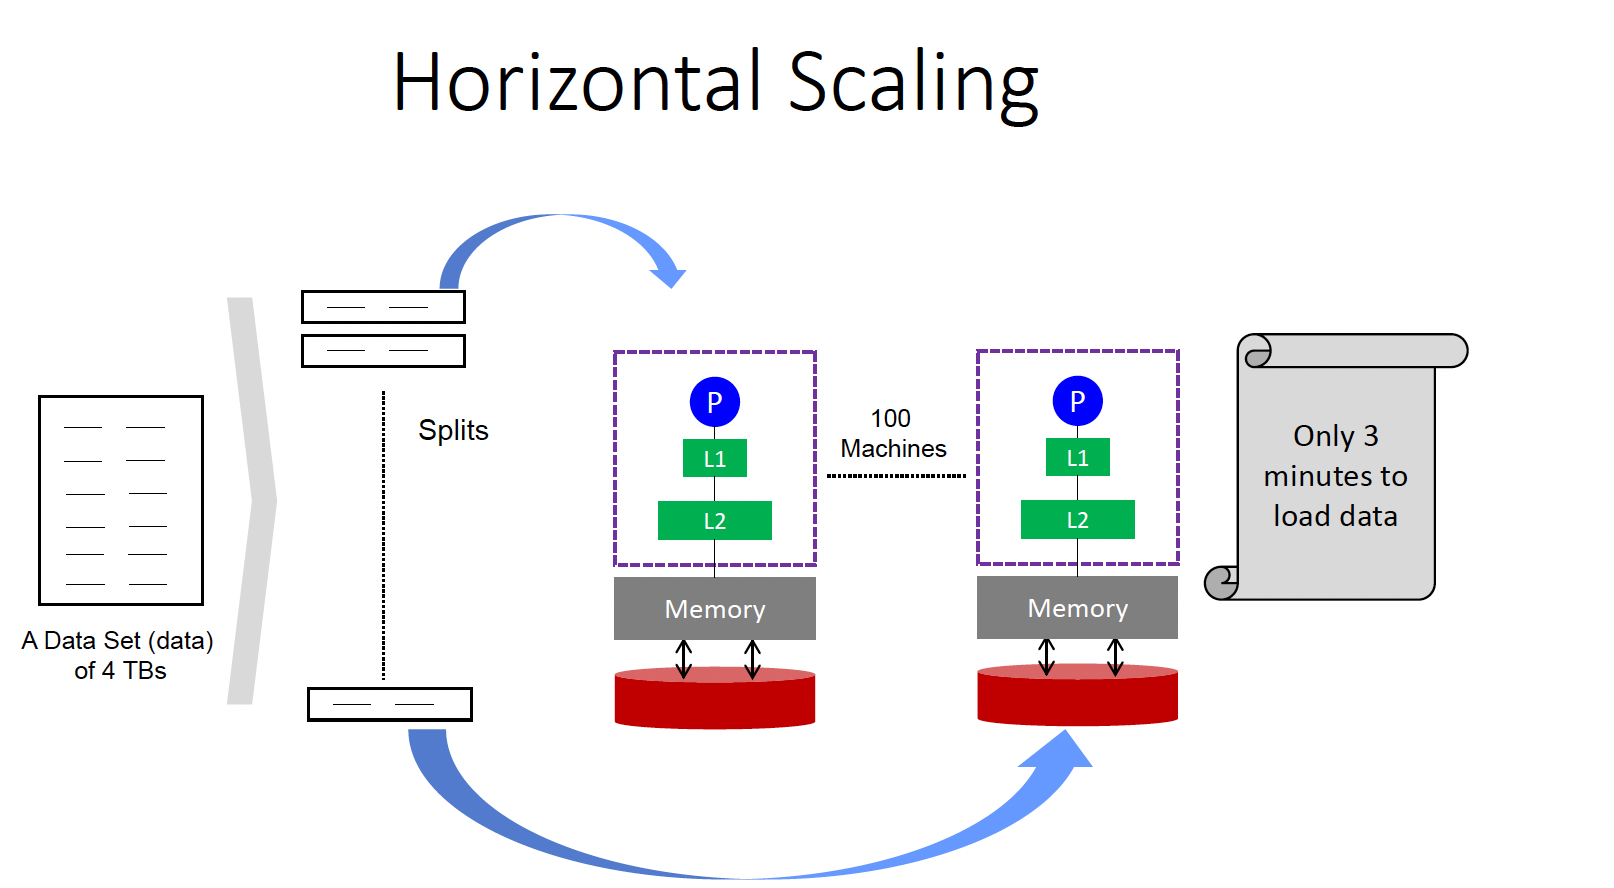 Horizontal Scaling
A Data Set (data)
of 4 TBs
Splits
P
L1
L2
Memory
100
Machines
P
L1
L2
Memory
Only 3
minutes to
load data